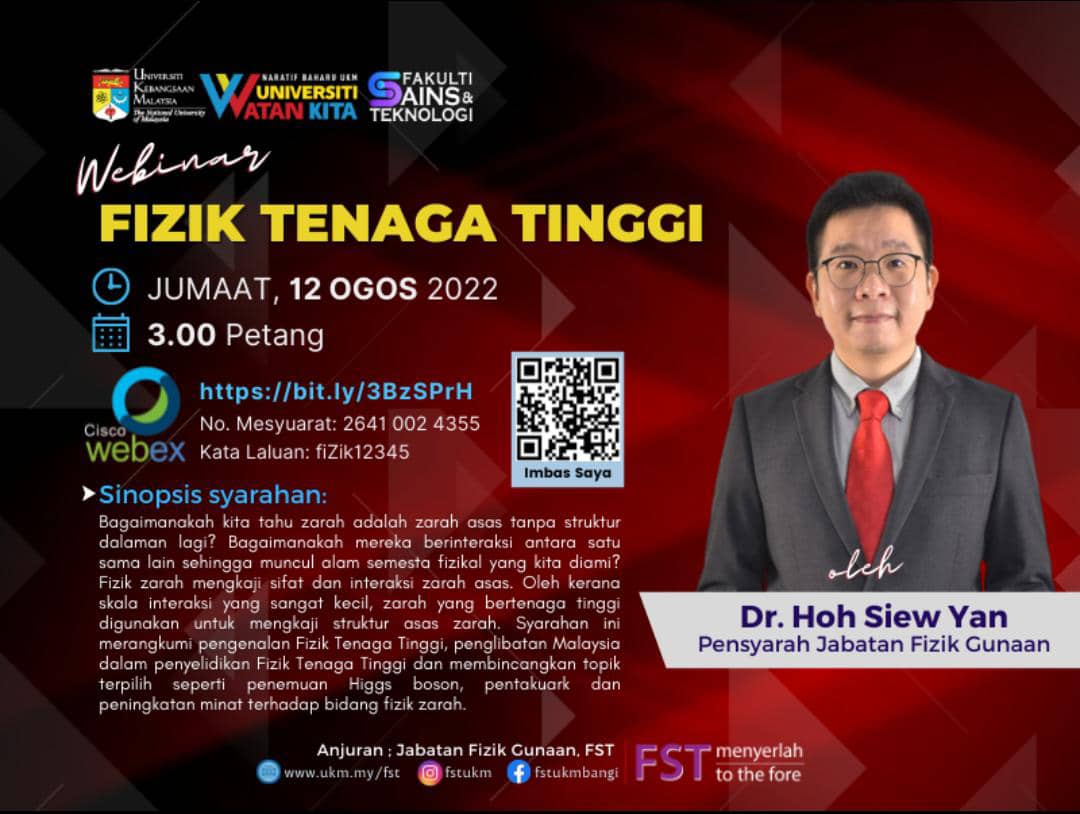 UNIVERSITI
KEBANGSAAN
MALAYSIA
The National University
of Malaysia
NARATIF BAHARU UKM
UNIVERSITI
WATAN KITA
FAKULTI
SAINS &
TEKNOLOGI
Webinar
FIZIK TENAGA TINGGI
JUMAAT, 12 OGOS 2022
3.00 Petang
Cisco
webex
https://bit.ly/3BzSPrH
No. Mesyuarat: 2641 002 4355
Kata Laluan: fiZik12345
Imbas Saya
Sinopsis syarahan:
Bagaimanakah kita tahu zarah adalah zarah asas tanpa struktur
dalaman lagi? Bagaimanakah mereka berinteraksi antara satu
sama lain sehingga muncul alam semesta fizikal yang kita diami?
Fizik zarah mengkaji sifat dan interaksi zarah asas. Oleh kerana
skala interaksi yang sangat kecil, zarah yang bertenaga tinggi
digunakan untuk mengkaji struktur asas zarah. Syarahan ini
merangkumi pengenalan Fizik Tenaga Tinggi, penglibatan Malaysia
dalam penyelidikan Fizik Tenaga Tinggi dan membincangkan topik
terpilih seperti penemuan Higgs boson, pentakuark dan
peningkatan minat terhadap bidang fizik zarah.
oleh
Dr. Hoh Siew Yan
Pensyarah Jabatan Fizik Gunaan
Anjuran ; Jabatan Fizik Gunaan, FST
www.ukm.my/fst fstukm fstukmbangi
FST menyerlah
to the fore